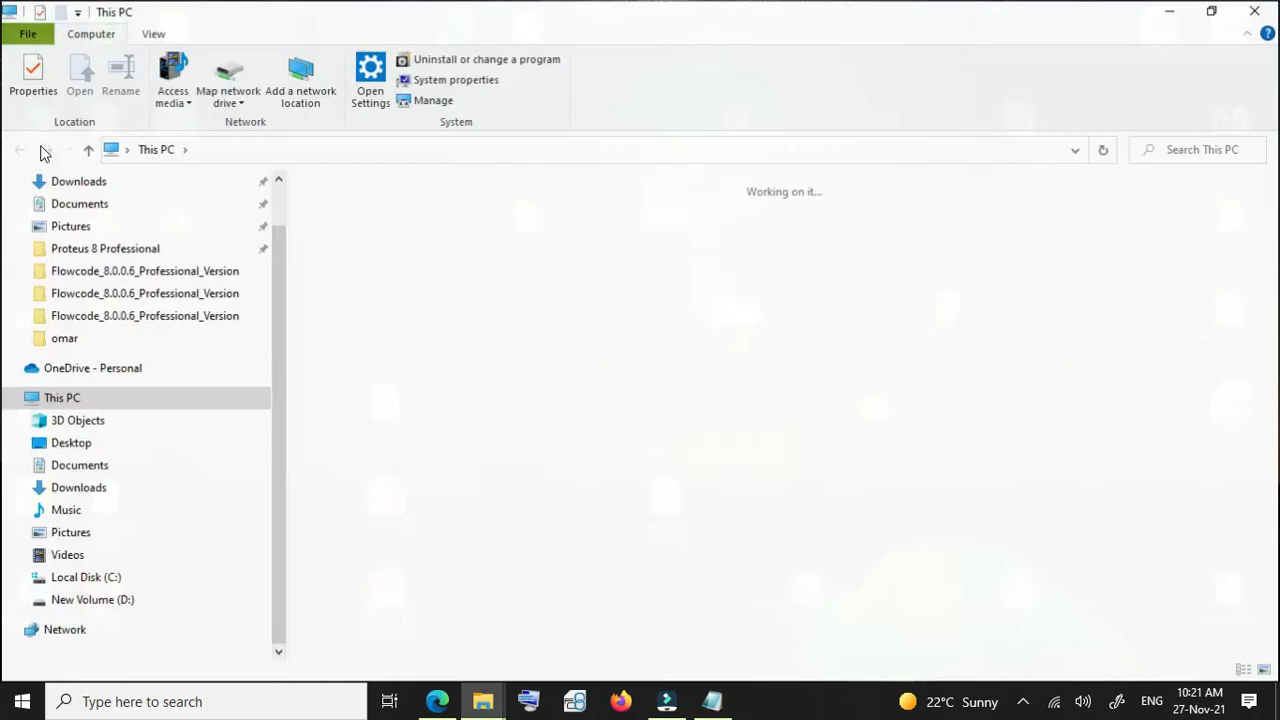 This PC
File
Computer
View
Properties
Open
Rename
Access media
Map network drive
Add a network location
Open Settings
Uninstall or change a program
System properties
Manage
Location
Network
System
This PC
Search This PC
Working on it...
Downloads
Documents
Pictures
Proteus 8 Professional
Flowcode_8.0.0.6_Professional_Version
Flowcode_8.0.0.6_Professional_Version
Flowcode_8.0.0.6_Professional_Version
omar
OneDrive - Personal
This PC
3D Objects
Desktop
Documents
Downloads
Music
Pictures
Videos
Local Disk (C:)
New Volume (D:)
Network
Type here to search
22°C Sunny
ENG
10:21 AM
27-Nov-21